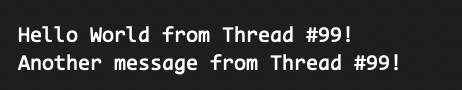 Hello World from Thread #99!
Another message from Thread #99!